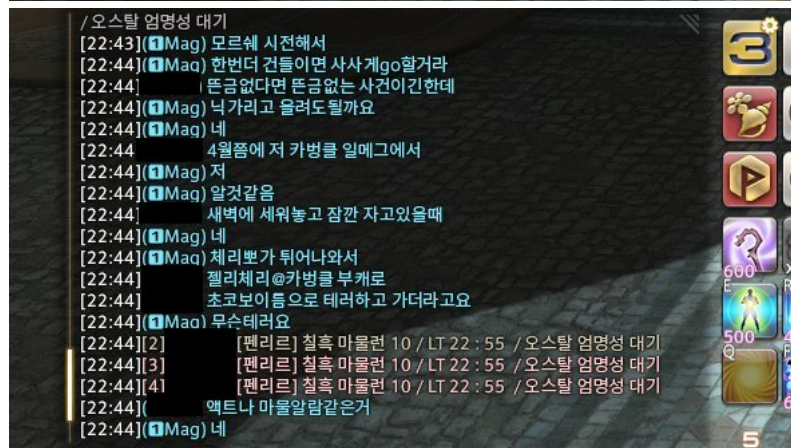 /오스탈 엄명성 대기
[22:43](1Mag) 모르쉐 시전해서
[22:44](1Mag) 한번더 건들이면 사사게go할거라
[22:44] 뜬금없다면 뜬금없는 사건이긴한데
[22:44](1Mag) 닉가리고 올려도될까요
[22:44](1Mag) 네
[22:44 4월쯤에 저 카벙클 일메그에서
[22:44](1Mag) 저
[22:44](1Mag) 알것같음
[22:44] 새벽에 세워놓고 잠깐 자고있을때
[22:44](1Mag) 네
[22:44](1Mag) 체리뽀가 튀어나와서
[22:44] 젤리체리@카벙클 부캐로
[22:44] 초코보이름으로 테러하고 가더라고요
[22:44](1Mag) 무슨테러요
[22:44][2] [펜리르] 칠흑 마물런 10 / LT 22 : 55 /오스탈 엄명성 대기
[22:44][3] [펜리르] 칠흑 마물런 10 / LT 22 : 55 /오스탈 엄명성 대기
[22:44][4] [펜리르] 칠흑 마물런 10 / LT 22 : 55 /오스탈 엄명성 대기
[22:44]( 액트나 마물알람같은거
[22:44](1Mag) 네
3
600
E
500
Q
5